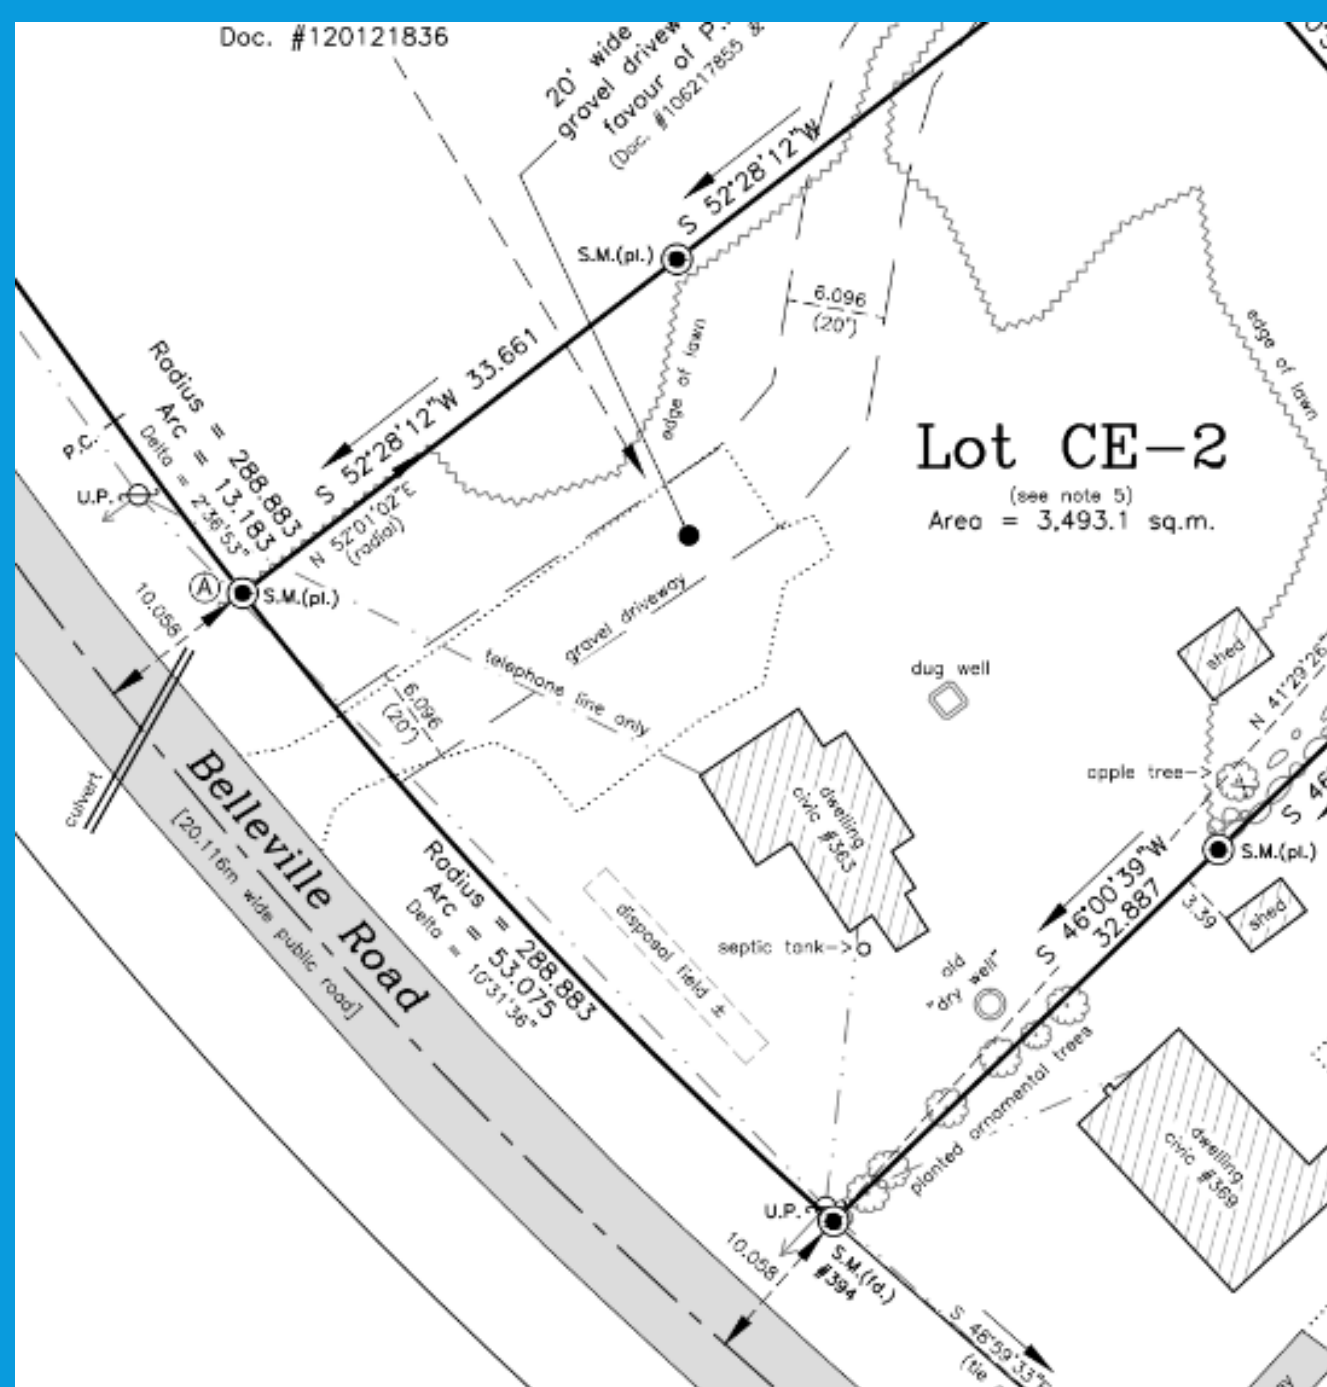 Doc. #120121836
20' wide
gravel drivew
favour of P.
(Doc. #106217855 &
S 52°28'12"W
S.M.(pl.)
6.096
(20')
edge of lawn
edge of lawn
Radius = 288.883
Arc = 13.183
Delta = 2°36'53"
S 52°28'12"W 33.661
N 52°01'02"E
(radial)
P.C.
U.P.
Lot CE-2
(see note 5)
Area = 3,493.1 sq.m.
A
S.M.(pl.)
10.058
gravel driveway
telephone line only
6.096
(20')
dug well
shed
N 41°29'26"
apple tree
culvert
Belleville Road
[20.116m wide public road]
dwelling
civic #363
Radius = 288.883
Arc = 53.075
Delta = 10°31'36"
S 46
S.M.(pl.)
S 46°00'39"W
32.887
3.39
shed
disposal field ±
septic tank
old
"dry well"
planted ornamental trees
dwelling
civic #369
U.P.
10.058
S.M.(fd.)
#394
S 48°59'33"E
(tie